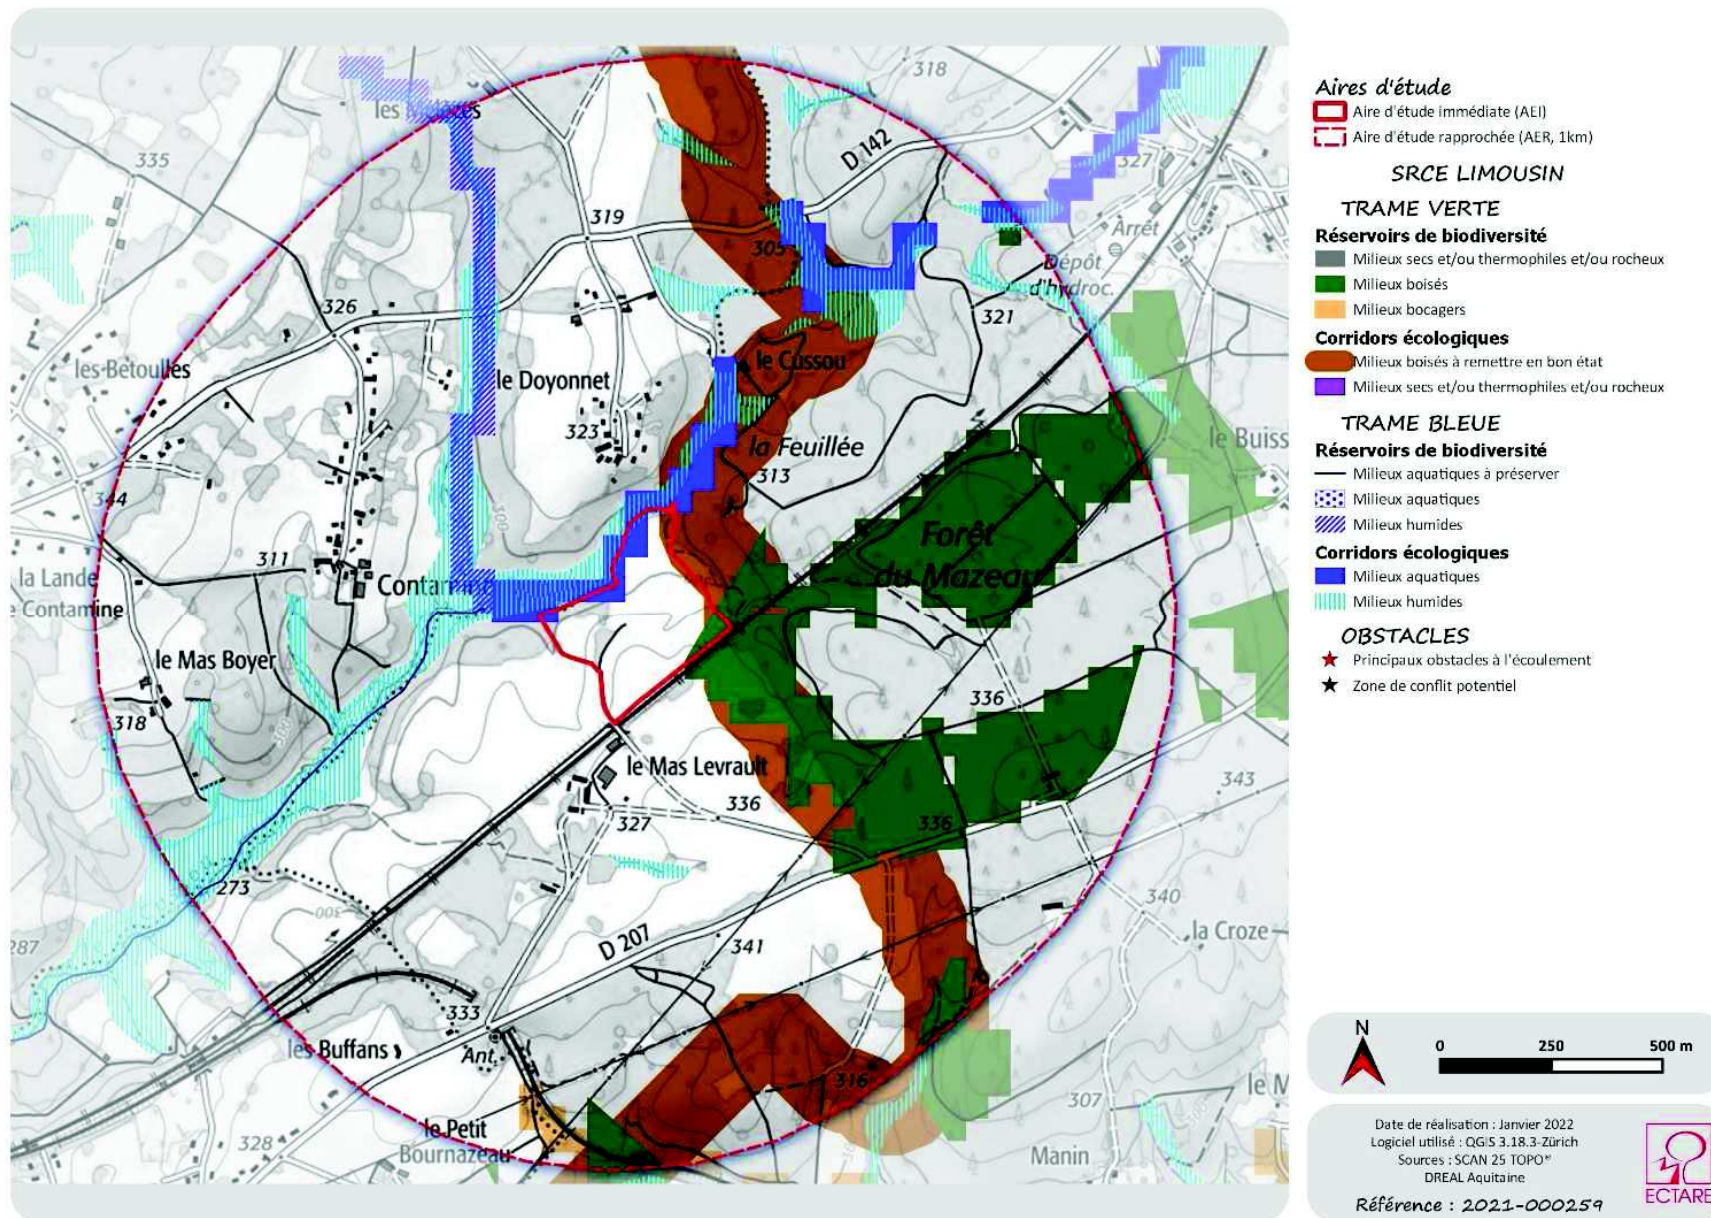 318
les
D 142
335
327
319
Arrêt
305
Dépôt
d'hydroc.
326
321
les Bétoulles
le Cussou
le Doyonnet
323
la Feuillée
le Buiss
313
344
300
Forêt
du Mazeau
311
la Lande
Contamine
Contamine
le Mas Boyer
318
300
336
le Mas Levrault
343
336
327
336
273
340
300
la Croze
287
D 207
341
333
les Buffans
Ant.
316
le M
307
le Petit
Bournazeau
328
Manin
Aires d'étude
Aire d'étude immédiate (AEI)
Aire d'étude rapprochée (AER, 1km)
SRCE LIMOUSIN
TRAME VERTE
Réservoirs de biodiversité
Milieux secs et/ou thermophiles et/ou rocheux
Milieux boisés
Milieux bocagers
Corridors écologiques
Milieux boisés à remettre en bon état
Milieux secs et/ou thermophiles et/ou rocheux
TRAME BLEUE
Réservoirs de biodiversité
Milieux aquatiques à préserver
Milieux aquatiques
Milieux humides
Corridors écologiques
Milieux aquatiques
Milieux humides
OBSTACLES
Principaux obstacles à l'écoulement
Zone de conflit potentiel
N
0 250 500 m
Date de réalisation : Janvier 2022
Logiciel utilisé : QGIS 3.18.3-Zürich
Sources : SCAN 25 TOPO®
DREAL Aquitaine
Référence : 2021-000259
ECTARE